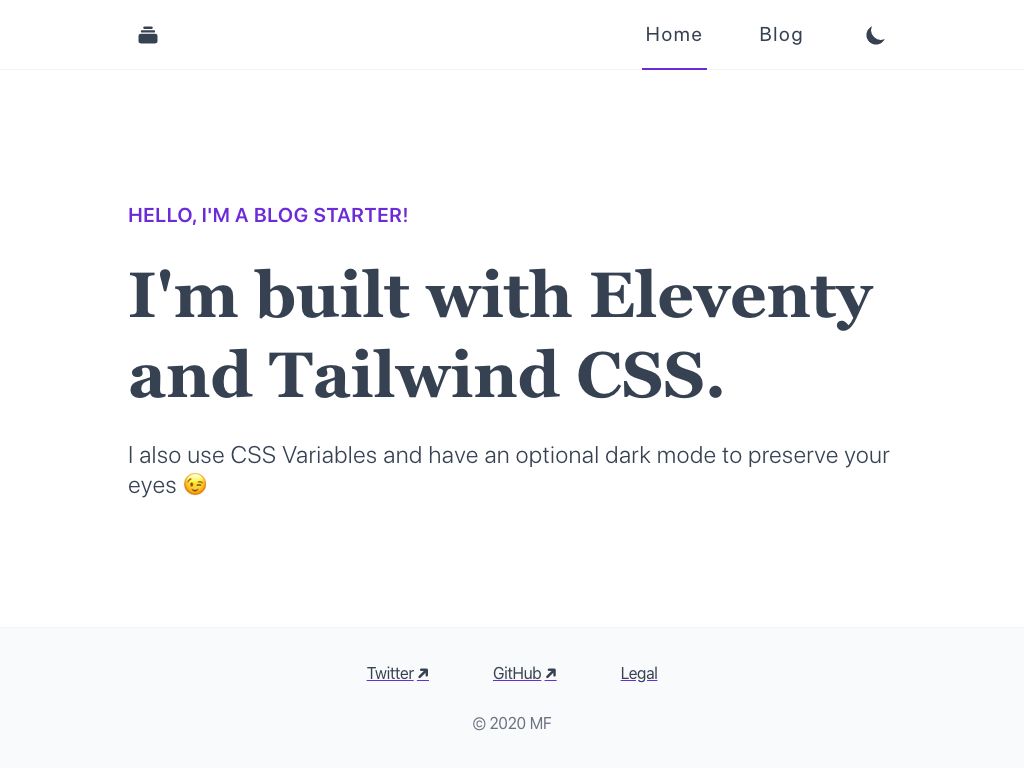 Home Blog
HELLO, I'M A BLOG STARTER!
I'm built with Eleventy
and Tailwind CSS.
I also use CSS Variables and have an optional dark mode to preserve your
eyes 😉
Twitter GitHub Legal
© 2020 MF